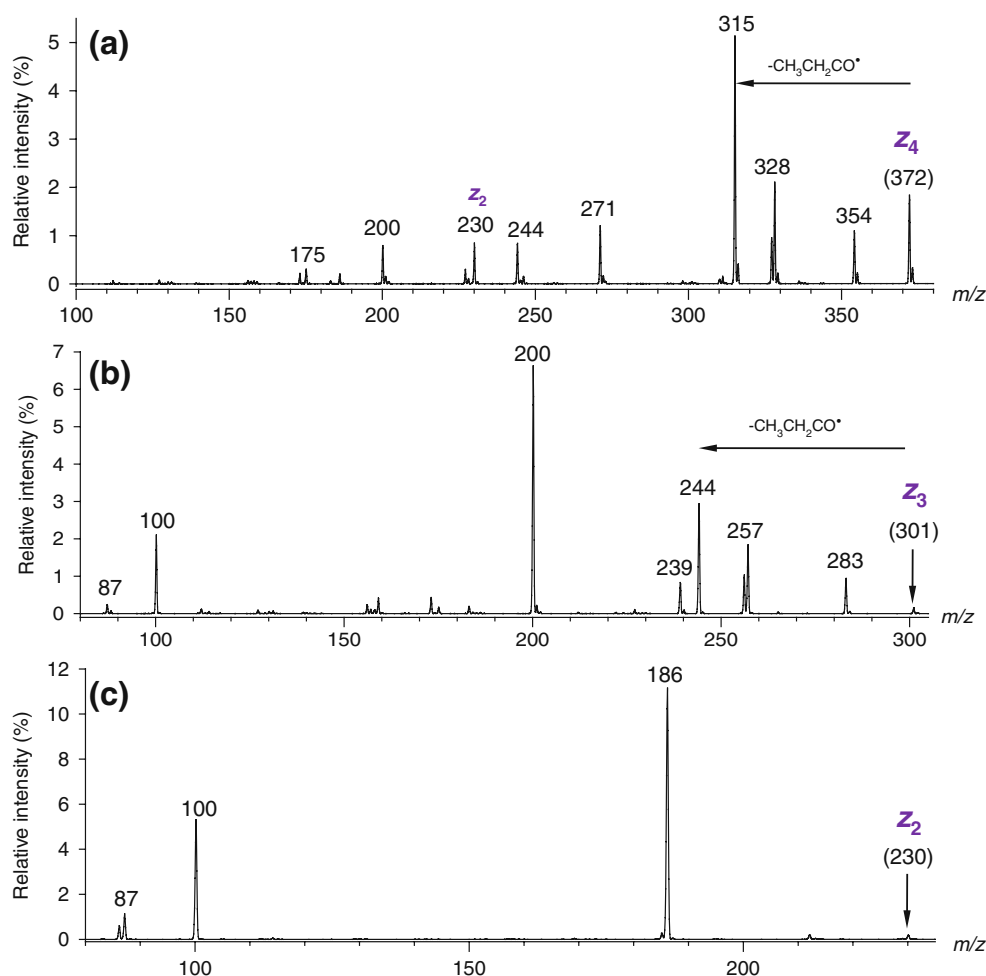 (a)
Relative intensity (%)
5
4
3
2
1
0
315
-CH3CH2CO•
z4
(372)
328
354
271
z2
230
244
200
175
100 150 200 250 300 350 m/z
(b)
Relative intensity (%)
7
6
5
4
3
2
1
0
200
-CH3CH2CO•
z3
(301)
244
257
283
239
100
87
100 150 200 250 300 m/z
(c)
Relative intensity (%)
12
10
8
6
4
2
0
186
z2
(230)
100
87
100 150 200 m/z